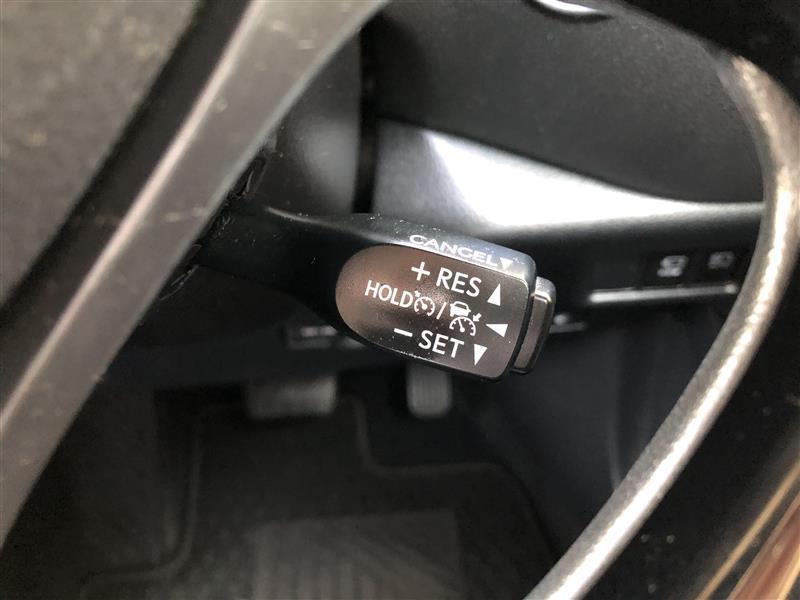 CANCEL▼
+ RES ▲
HOLD / ◀
− SET ▼